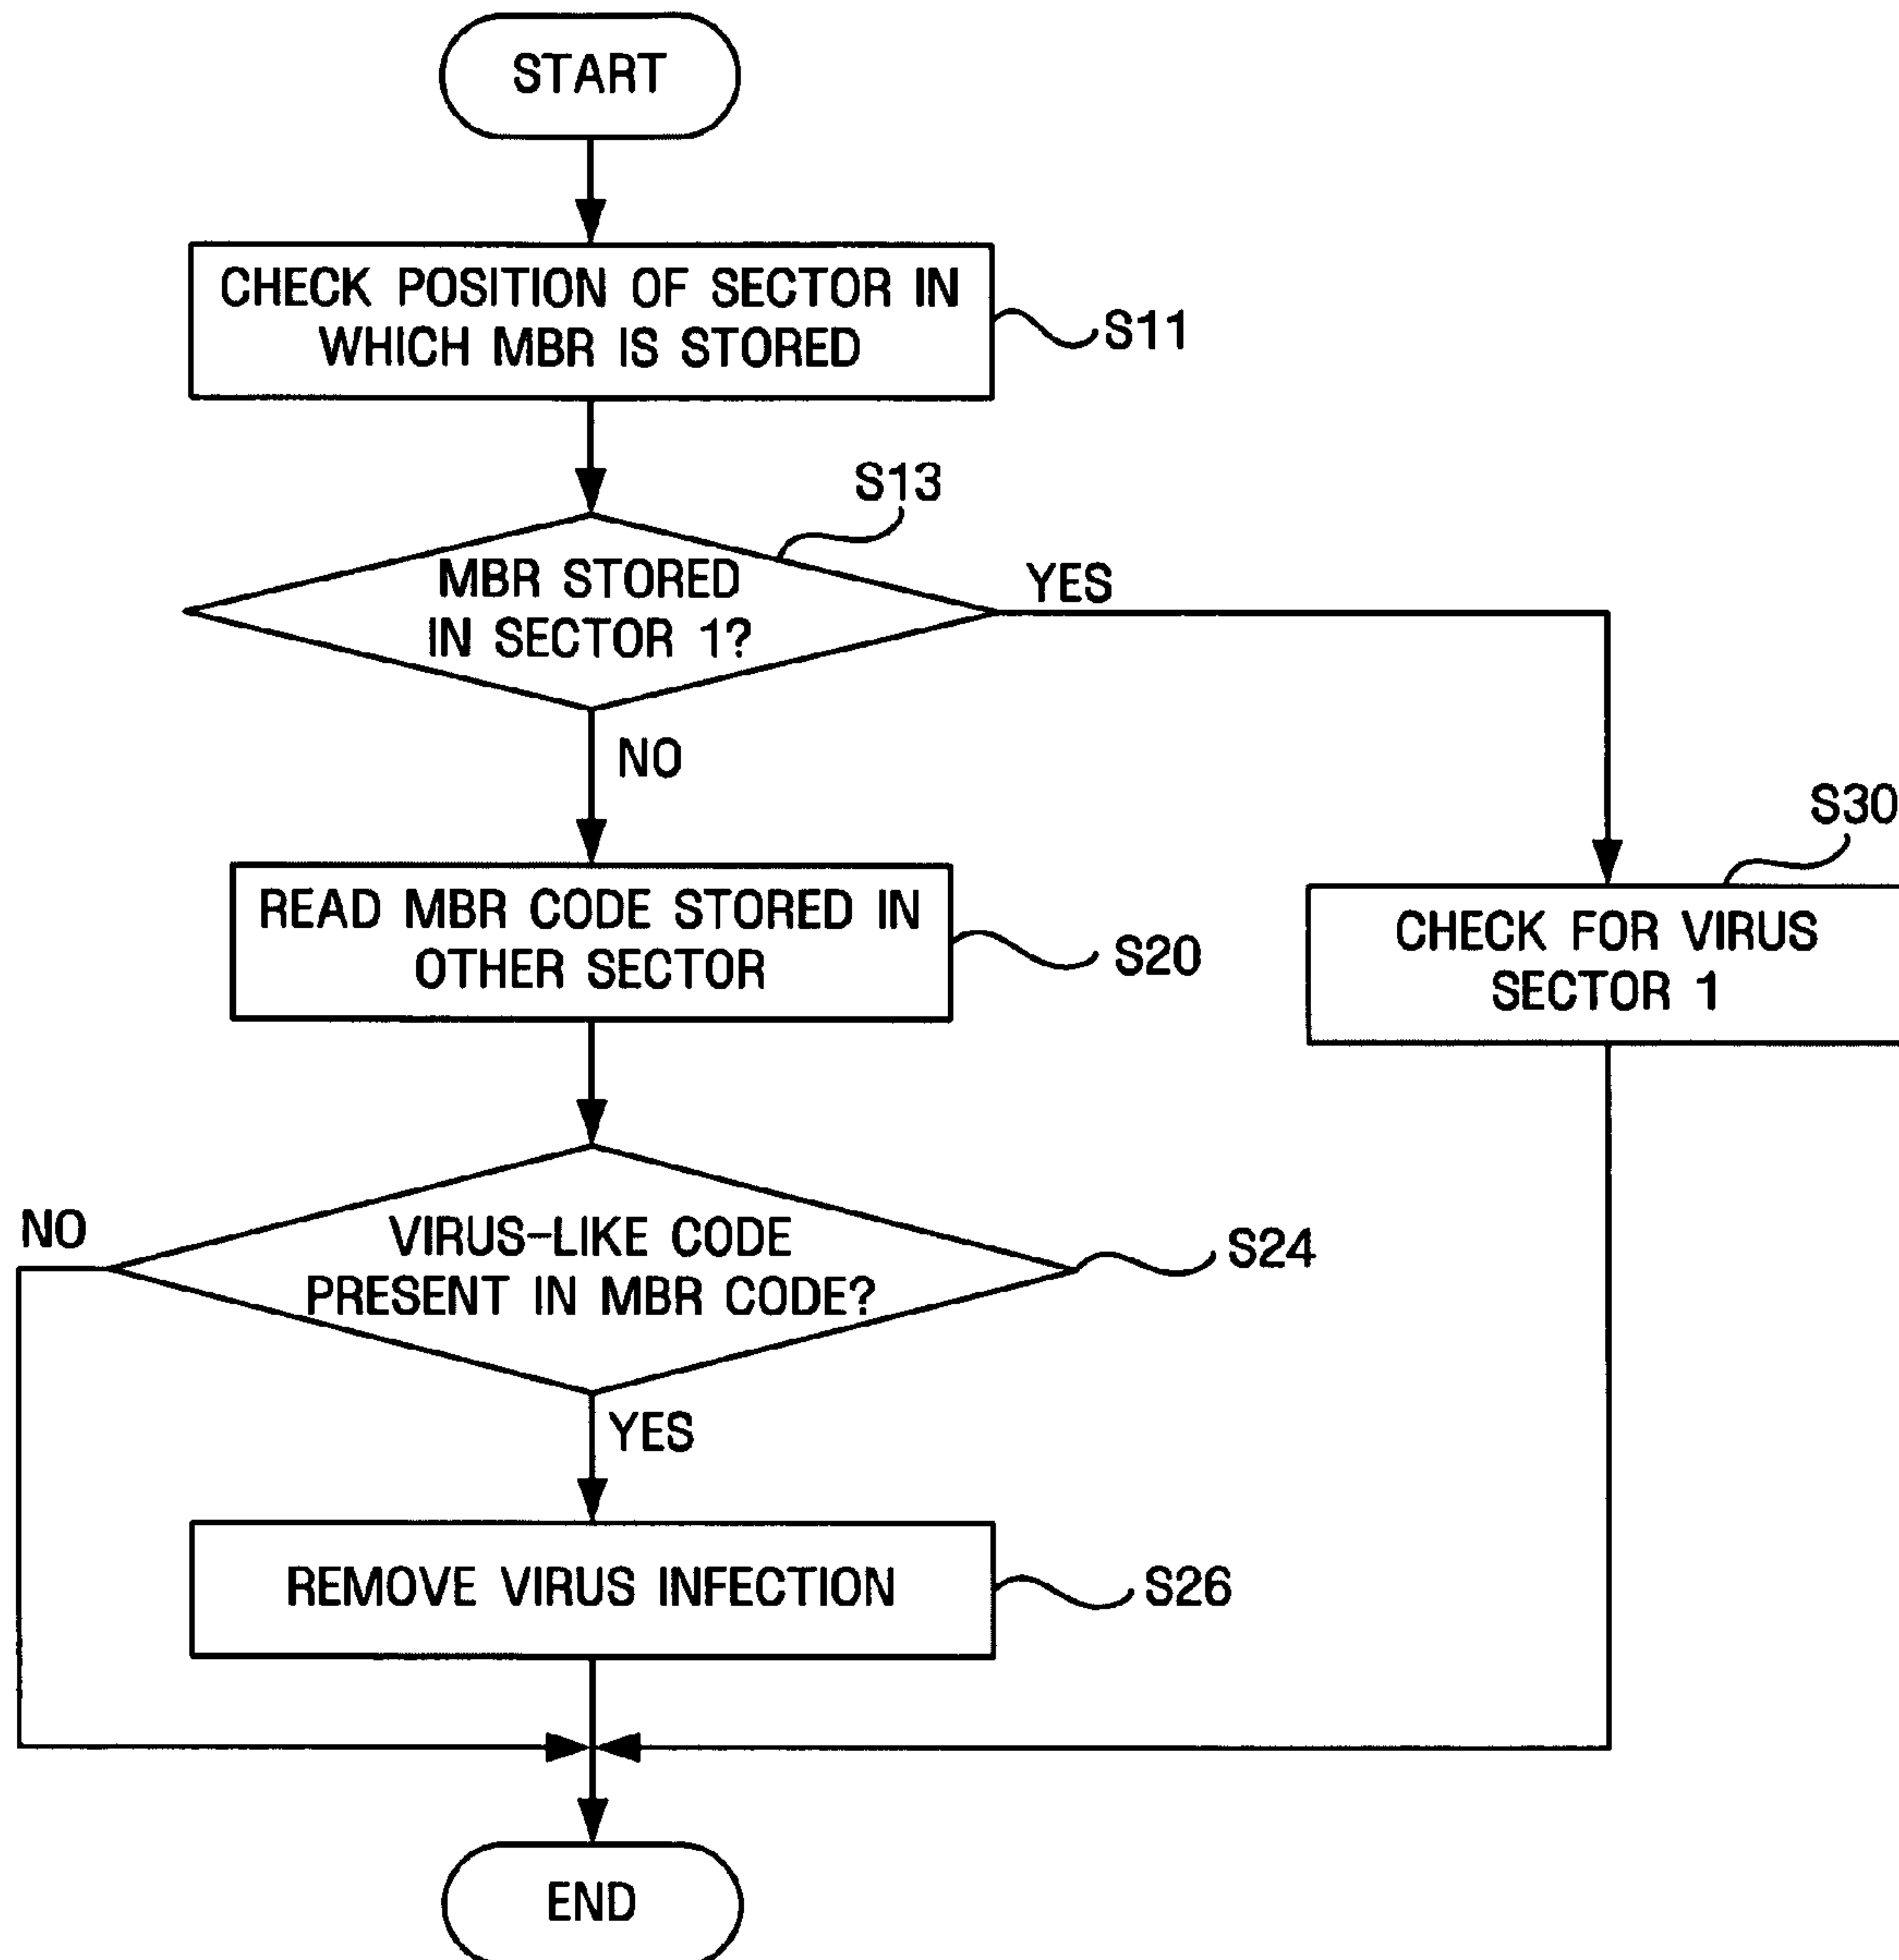 START
CHECK POSITION OF SECTOR IN
WHICH MBR IS STORED
S11
S13
MBR STORED
IN SECTOR 1?
YES
NO
S30
READ MBR CODE STORED IN
OTHER SECTOR
S20
CHECK FOR VIRUS
SECTOR 1
NO
VIRUS-LIKE CODE
PRESENT IN MBR CODE?
S24
YES
REMOVE VIRUS INFECTION
S26
END